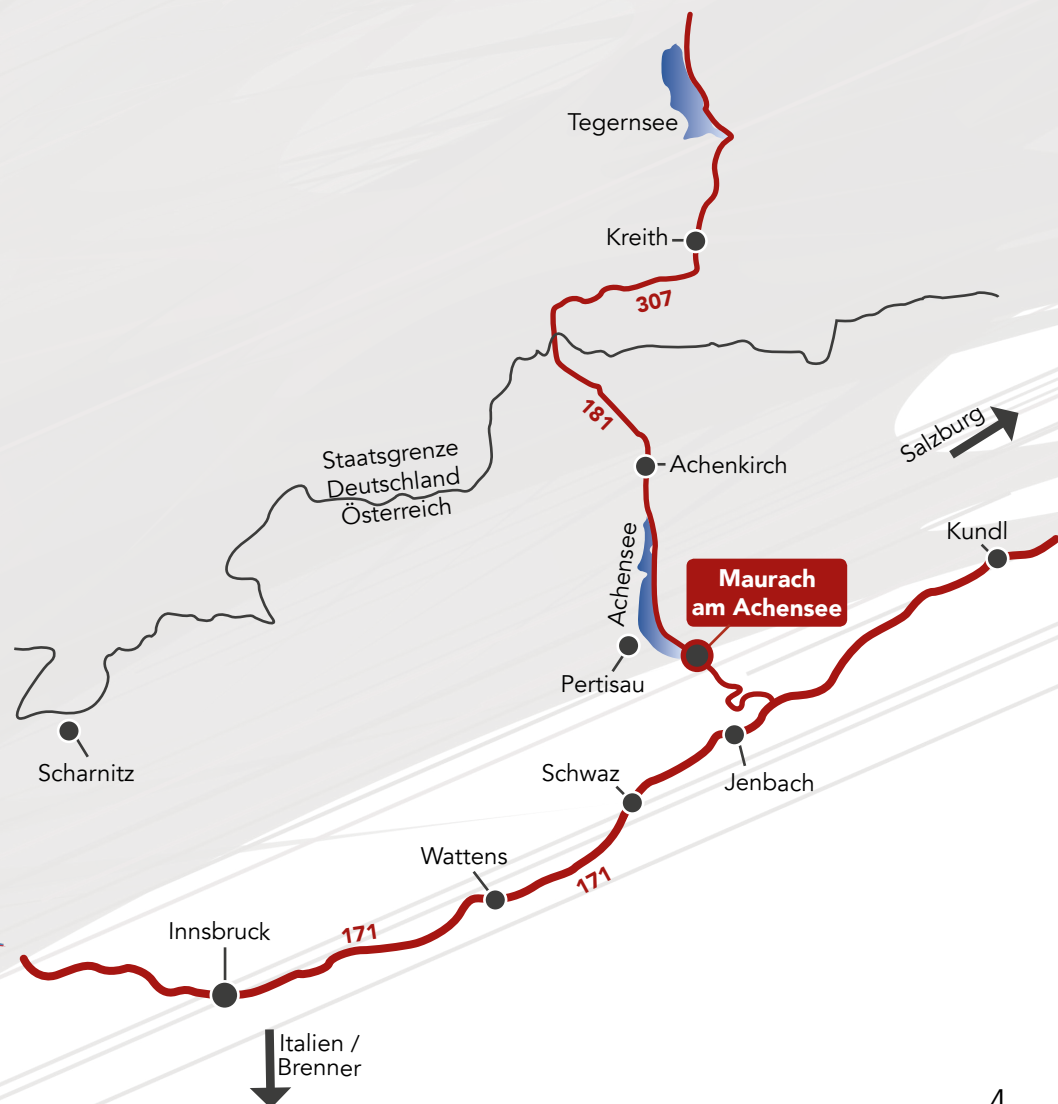 Tegernsee
Kreith
307
181
Salzburg
Staatsgrenze
Deutschland
Österreich
Achenkirch
Kundl
Achensee
Maurach
am Achensee
Pertisau
Scharnitz
Schwaz
Jenbach
Wattens
171
Innsbruck
171
Italien /
Brenner